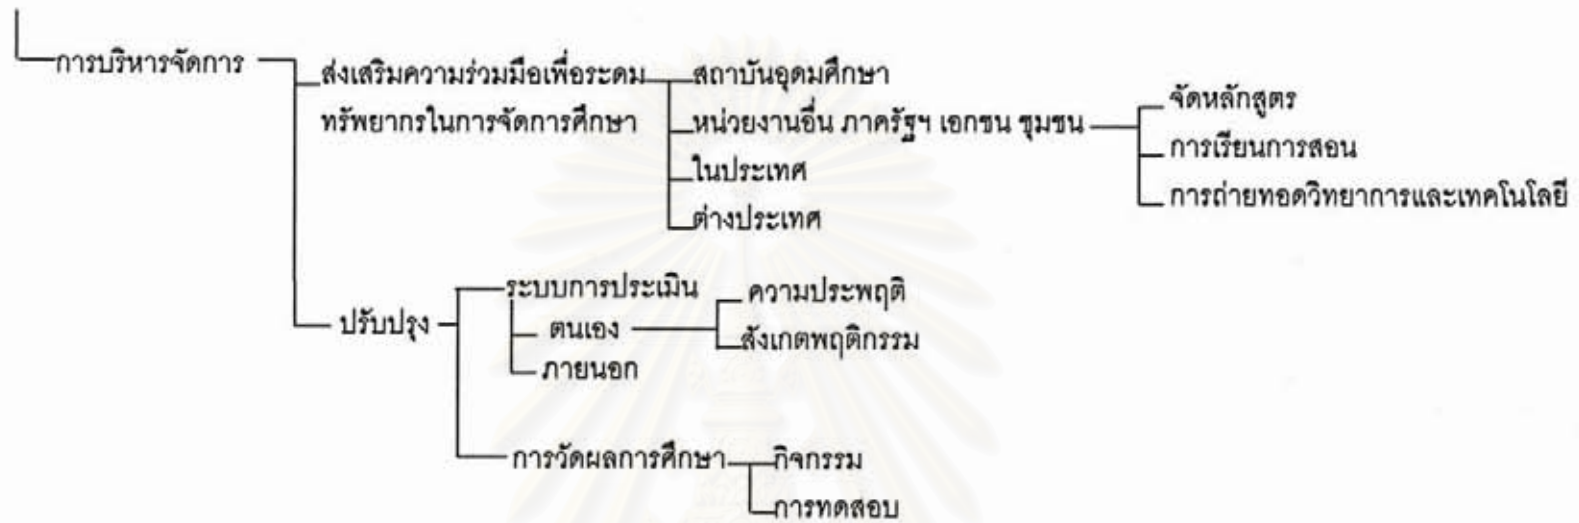 การบริหารจัดการ
ส่งเสริมความร่วมมือเพื่อระดม
ทรัพยากรในการจัดการศึกษา
สถาบันอุดมศึกษา
หน่วยงานอื่น ภาครัฐฯ เอกชน ชุมชน
ในประเทศ
ต่างประเทศ
จัดหลักสูตร
การเรียนการสอน
การถ่ายทอดวิทยาการและเทคโนโลยี
ปรับปรุง
ระบบการประเมิน
ตนเอง
ภายนอก
ความประพฤติ
สังเกตพฤติกรรม
การวัดผลการศึกษา
กิจกรรม
การทดสอบ